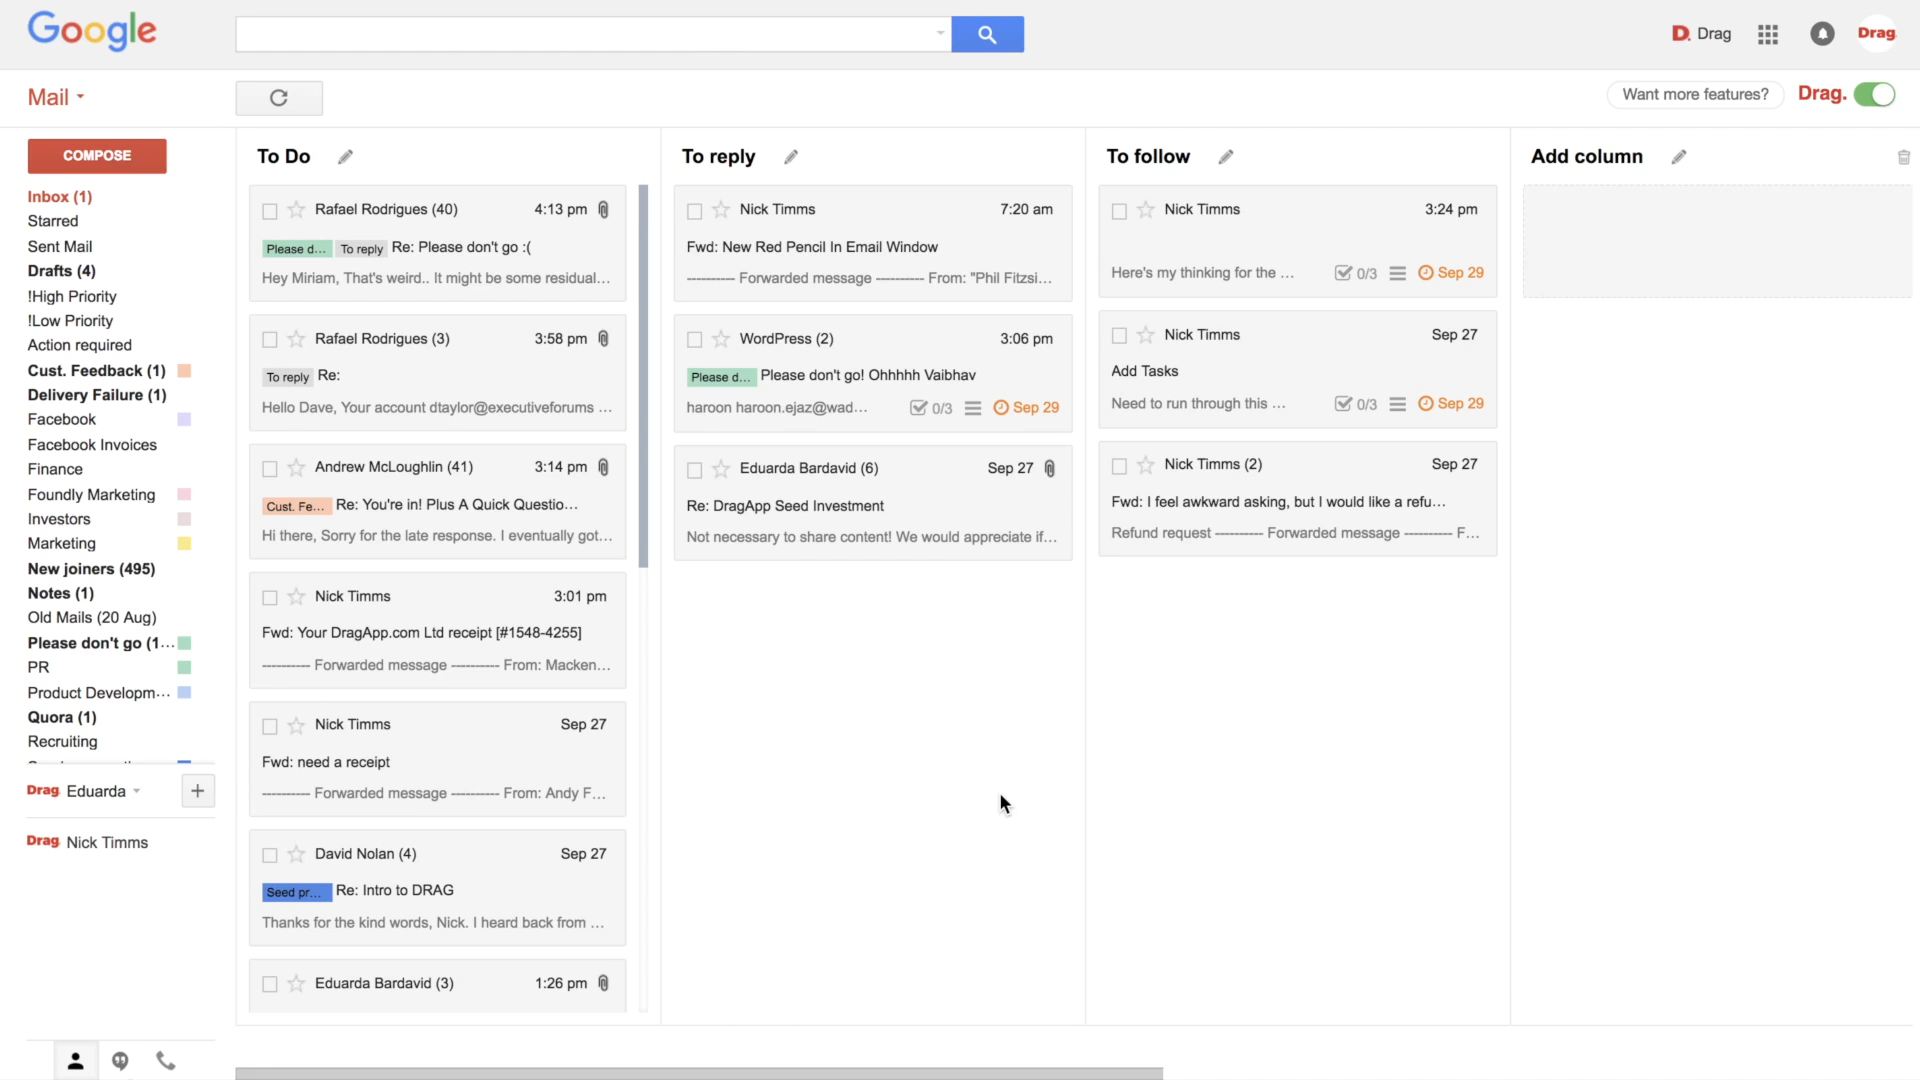 Google
D. Drag
Drag
Mail
Want more features?
Drag.
COMPOSE
Inbox (1)
Starred
Sent Mail
Drafts (4)
!High Priority
!Low Priority
Action required
Cust. Feedback (1)
Delivery Failure (1)
Facebook
Facebook Invoices
Finance
Foundly Marketing
Investors
Marketing
New joiners (495)
Notes (1)
Old Mails (20 Aug)
Please don't go (1...
PR
Product Developm...
Quora (1)
Recruiting
Drag Eduarda
Drag Nick Timms
To Do
Rafael Rodrigues (40) 4:13 pm
Please d... To reply Re: Please don't go :(
Hey Miriam, That's weird.. It might be some residual...
Rafael Rodrigues (3) 3:58 pm
To reply Re:
Hello Dave, Your account dtaylor@executiveforums ...
Andrew McLoughlin (41) 3:14 pm
Cust. Fe... Re: You're in! Plus A Quick Questio...
Hi there, Sorry for the late response. I eventually got...
Nick Timms 3:01 pm
Fwd: Your DragApp.com Ltd receipt [#1548-4255]
---------- Forwarded message ---------- From: Macken...
Nick Timms Sep 27
Fwd: need a receipt
---------- Forwarded message ---------- From: Andy F...
David Nolan (4) Sep 27
Seed pr... Re: Intro to DRAG
Thanks for the kind words, Nick. I heard back from ...
Eduarda Bardavid (3) 1:26 pm
To reply
Nick Timms 7:20 am
Fwd: New Red Pencil In Email Window
---------- Forwarded message ---------- From: "Phil Fitzsi...
WordPress (2) 3:06 pm
Please d... Please don't go! Ohhhhh Vaibhav
haroon haroon.ejaz@wad... 0/3 Sep 29
Eduarda Bardavid (6) Sep 27
Re: DragApp Seed Investment
Not necessary to share content! We would appreciate if...
To follow
Nick Timms 3:24 pm
Here's my thinking for the ... 0/3 Sep 29
Nick Timms Sep 27
Add Tasks
Need to run through this ... 0/3 Sep 29
Nick Timms (2) Sep 27
Fwd: I feel awkward asking, but I would like a refu...
Refund request ---------- Forwarded message ---------- F...
Add column